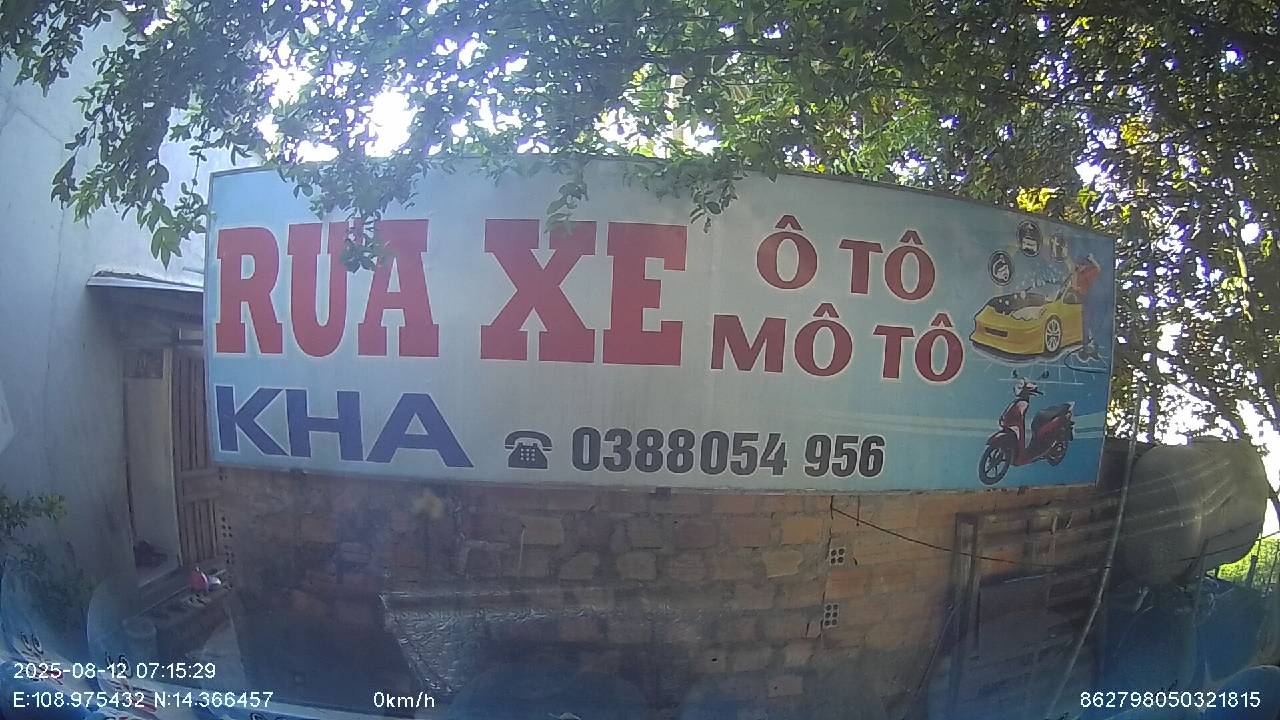 RỬA XE
Ô TÔ
MÔ TÔ
KHA
☎ 0388054 956
2025-08-12 07:15:29
E:108.975432 N:14.366457
0km/h
862798050321815